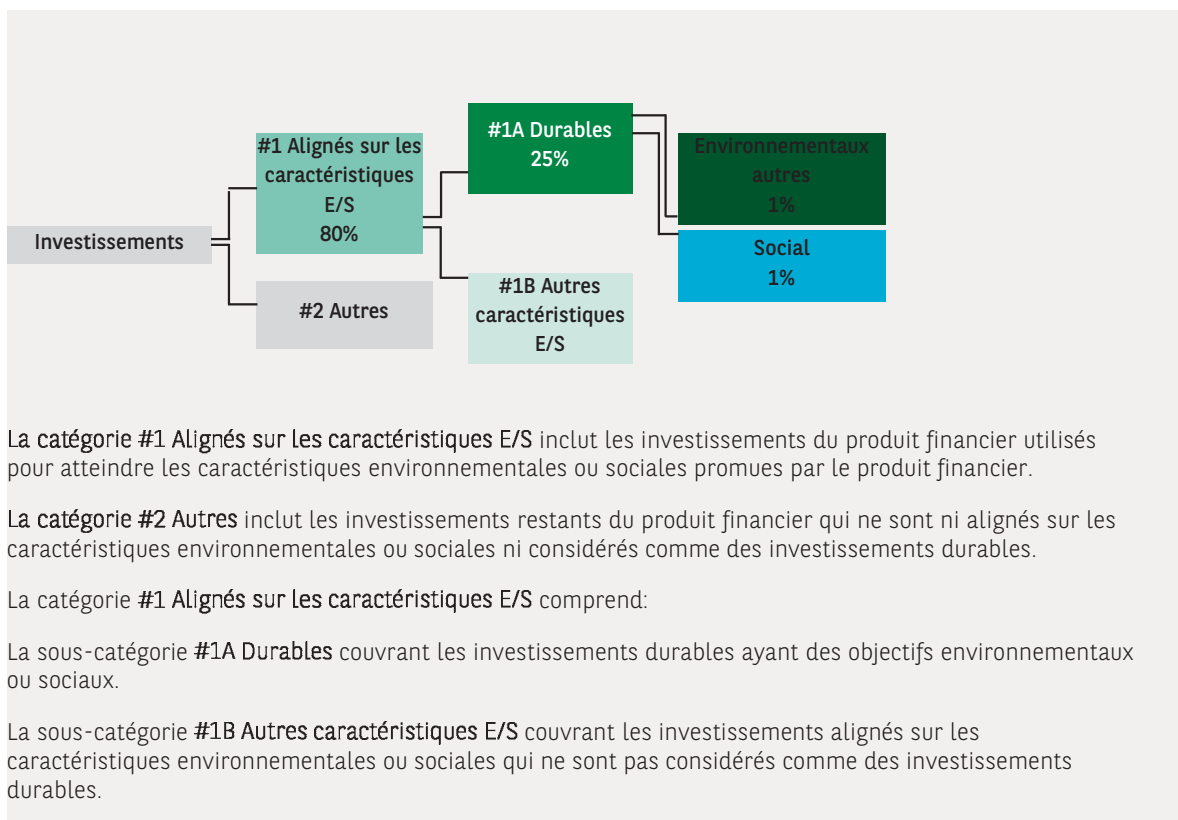 Investissements
#1 Alignés sur les
caractéristiques
E/S
80%
#2 Autres
#1A Durables
25%
#1B Autres
caractéristiques
E/S
Environnementaux
autres
1%
Social
1%
La catégorie #1 Alignés sur les caractéristiques E/S inclut les investissements du produit financier utilisés
pour atteindre les caractéristiques environnementales ou sociales promues par le produit financier.
La catégorie #2 Autres inclut les investissements restants du produit financier qui ne sont ni alignés sur les
caractéristiques environnementales ou sociales ni considérés comme des investissements durables.
La catégorie #1 Alignés sur les caractéristiques E/S comprend:
La sous-catégorie #1A Durables couvrant les investissements durables ayant des objectifs environnementaux
ou sociaux.
La sous-catégorie #1B Autres caractéristiques E/S couvrant les investissements alignés sur les
caractéristiques environnementales ou sociales qui ne sont pas considérés comme des investissements
durables.